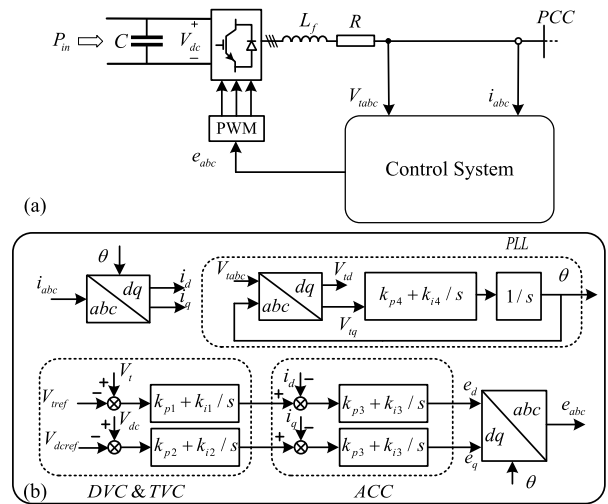 P_in
C
+
V_dc
−
L_f
R
PCC
V_tabc
i_abc
PWM
e_abc
Control System
(a)
θ
i_abc
dq
abc
i_d
i_q
PLL
V_tabc
dq
abc
V_td
V_tq
k_p4 + k_i4 / s
1/s
θ
V_tref
−
+
V_t
k_p1 + k_i1 / s
+
i_d
−
k_p3 + k_i3 / s
e_d
V_dcref
−
+
V_dc
k_p2 + k_i2 / s
+
i_q
−
k_p3 + k_i3 / s
e_q
abc
dq
e_abc
θ
(b)
DVC & TVC
ACC